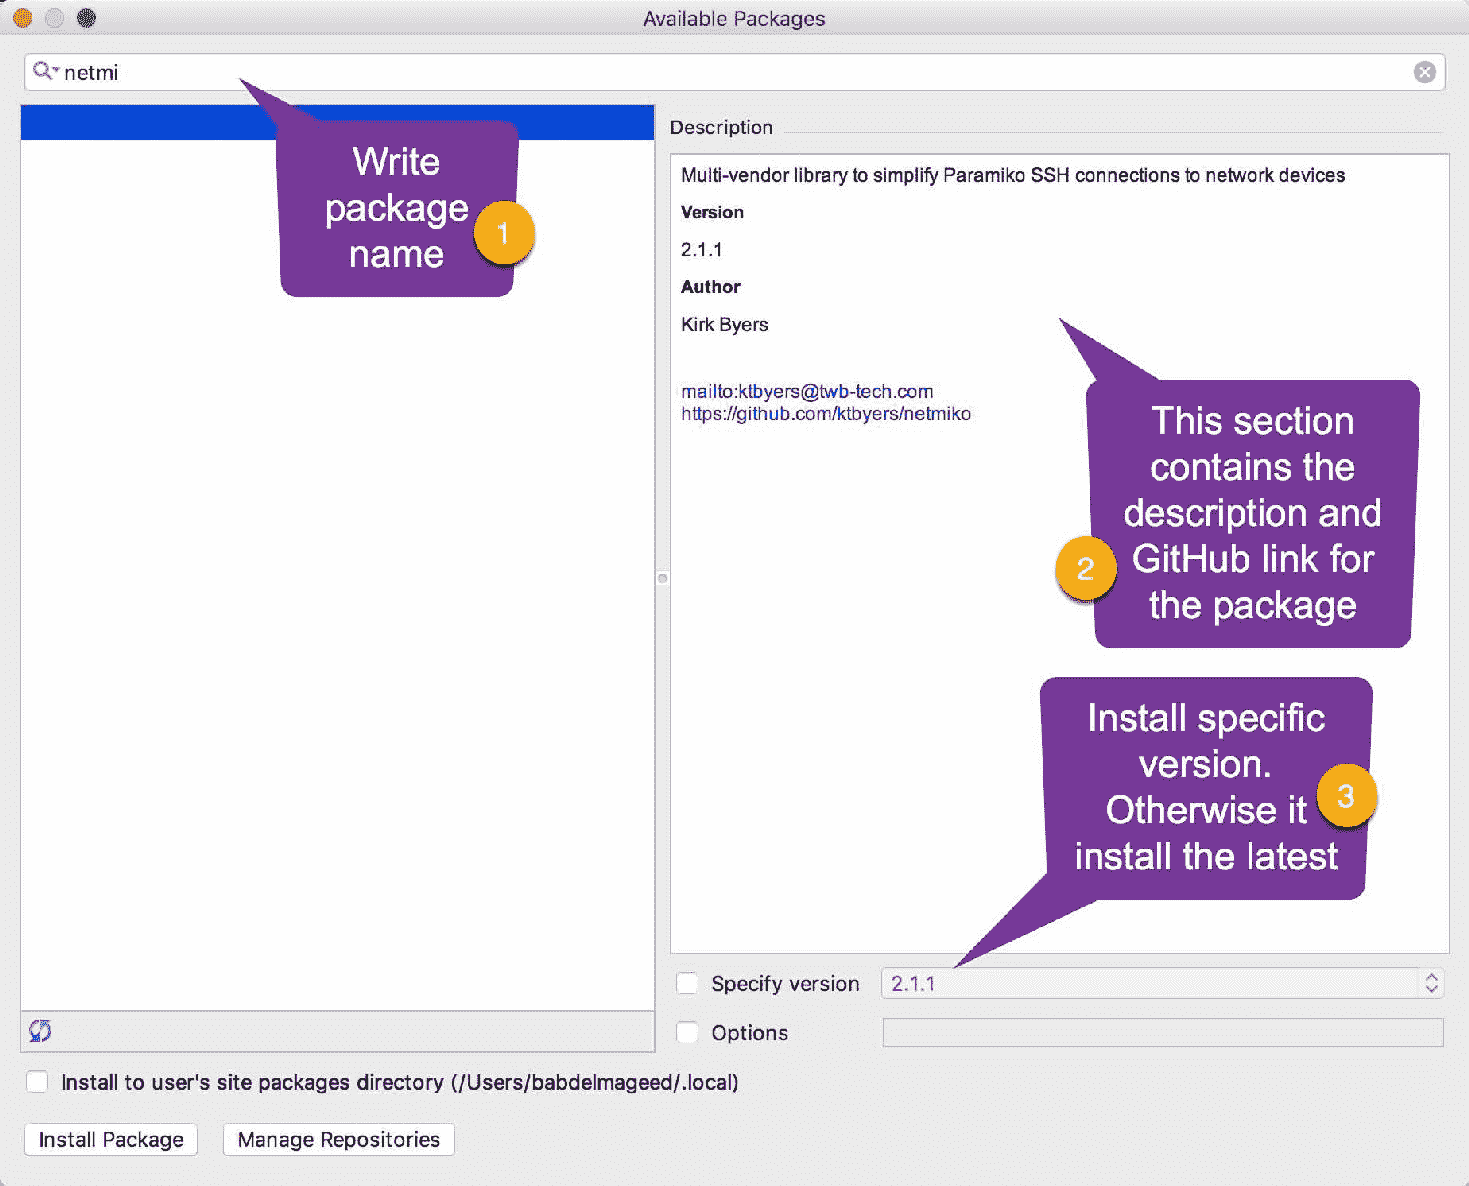 Available Packages
netmi
Write
package
name
1
Description
Multi-vendor library to simplify Paramiko SSH connections to network devices
Version
2.1.1
Author
Kirk Byers
mailto:ktbyers@twb-tech.com
https://github.com/ktbyers/netmiko
This section
contains the
description and
GitHub link for
the package
2
Install specific
version.
Otherwise it
install the latest
3
Specify version
2.1.1
Options
Install to user's site packages directory (/Users/babdelmageed/.local)
Install Package
Manage Repositories